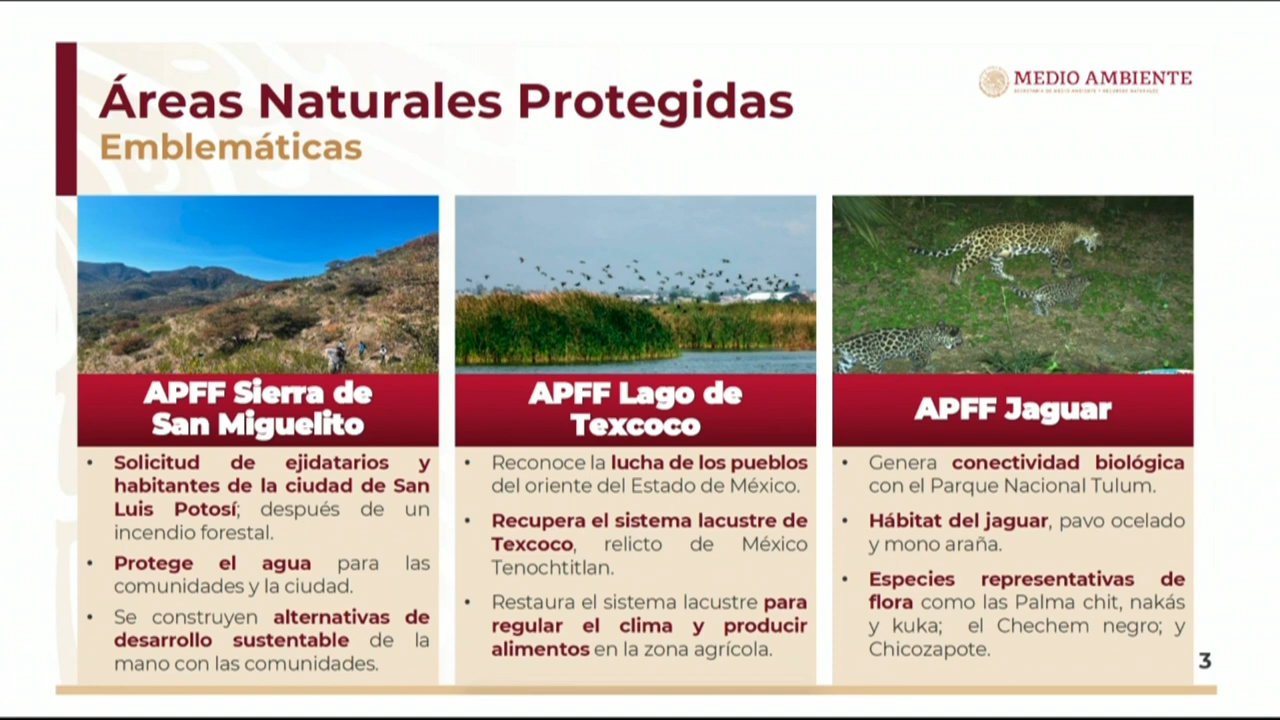 Áreas Naturales Protegidas
Emblemáticas
MEDIO AMBIENTE
SECRETARÍA DE MEDIO AMBIENTE Y RECURSOS NATURALES
APFF Sierra de
San Miguelito
• Solicitud de ejidatarios y
habitantes de la ciudad de San
Luis Potosí; después de un
incendio forestal.
• Protege el agua para las
comunidades y la ciudad.
• Se construyen alternativas de
desarrollo sustentable de la
mano con las comunidades.
APFF Lago de
Texcoco
• Reconoce la lucha de los pueblos
del oriente del Estado de México.
• Recupera el sistema lacustre de
Texcoco, relicto de México
Tenochtitlan.
• Restaura el sistema lacustre para
regular el clima y producir
alimentos en la zona agrícola.
APFF Jaguar
• Genera conectividad biológica
con el Parque Nacional Tulum.
• Hábitat del jaguar, pavo ocelado
y mono araña.
• Especies representativas de
flora como las Palma chit, nakás
y kuka; el Chechem negro; y
Chicozapote.
3